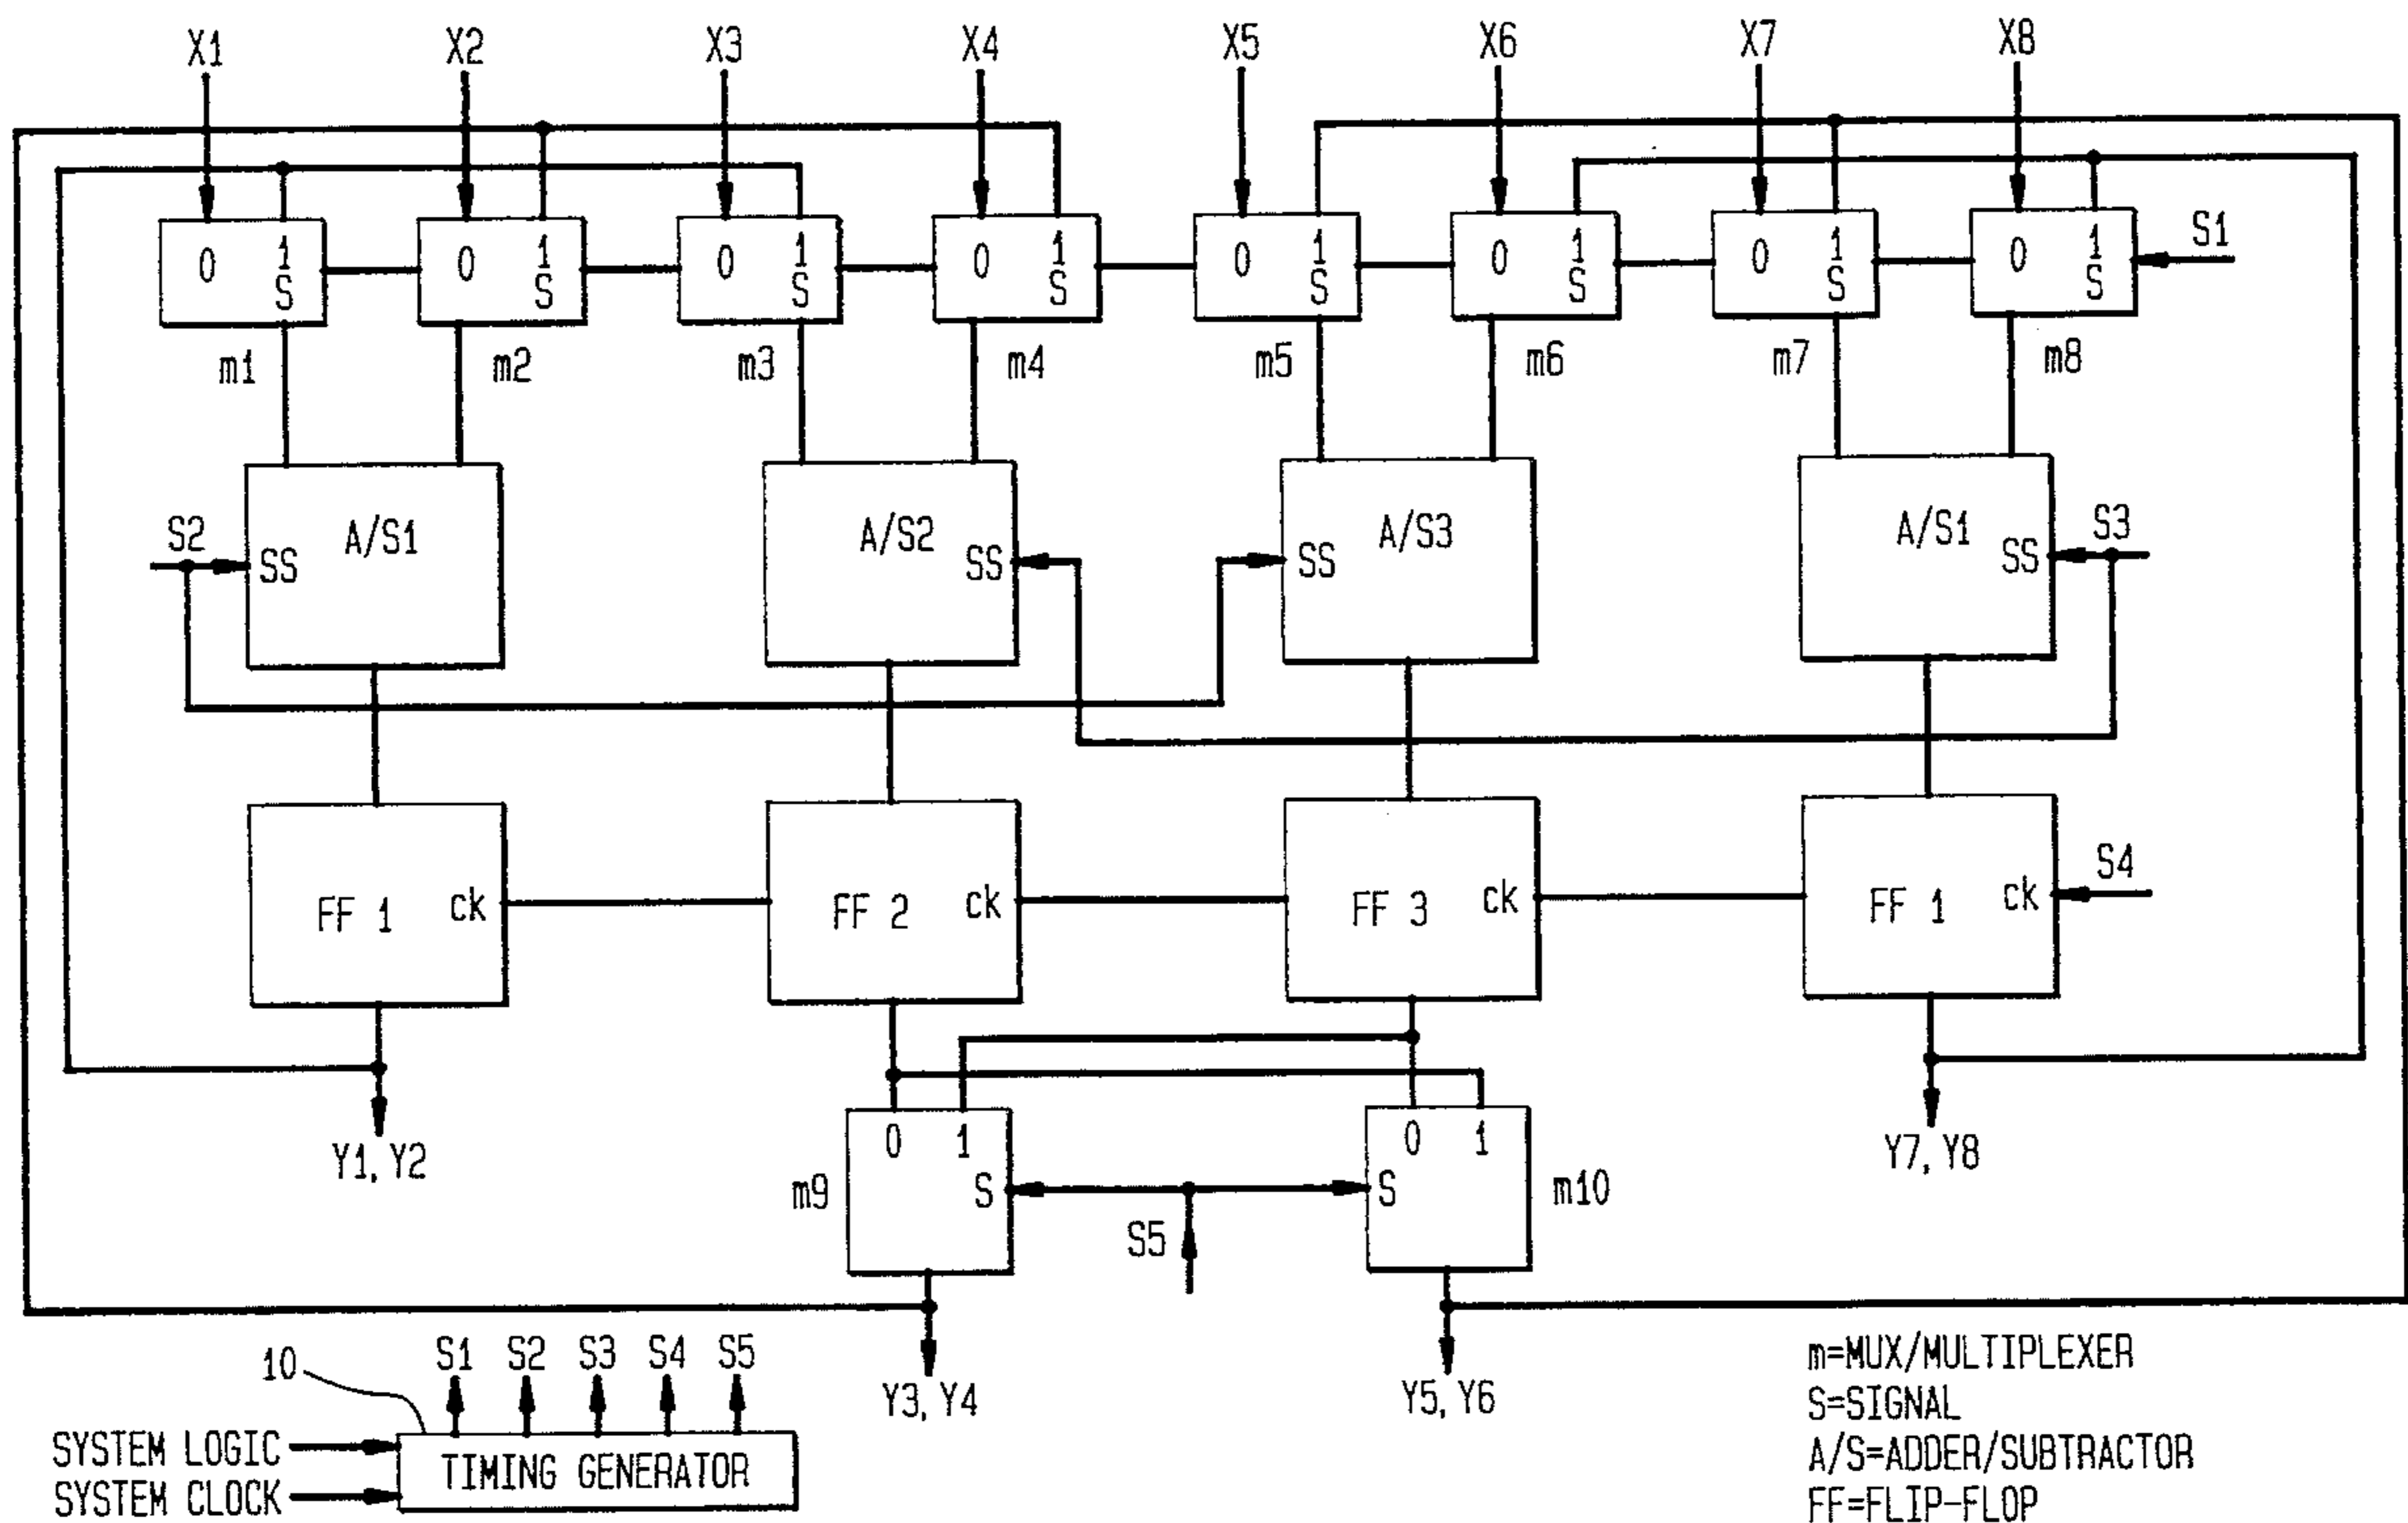 X1 X2 X3 X4 X5 X6 X7 X8
0 1 0 1 0 1 0 1 0 1 0 1 0 1 0 1 S1
S S S S S S S S
m1 m2 m3 m4 m5 m6 m7 m8
S2 SS A/S1 A/S2 SS SS A/S3 A/S1 SS S3
FF 1 ck FF 2 ck FF 3 ck FF 1 ck S4
0 1 0 1
Y1, Y2 Y7, Y8
m9 S S m10
S5
Y3, Y4 Y5, Y6
10 S1 S2 S3 S4 S5
SYSTEM LOGIC
SYSTEM CLOCK
TIMING GENERATOR
m=MUX/MULTIPLEXER
S=SIGNAL
A/S=ADDER/SUBTRACTOR
FF=FLIP-FLOP